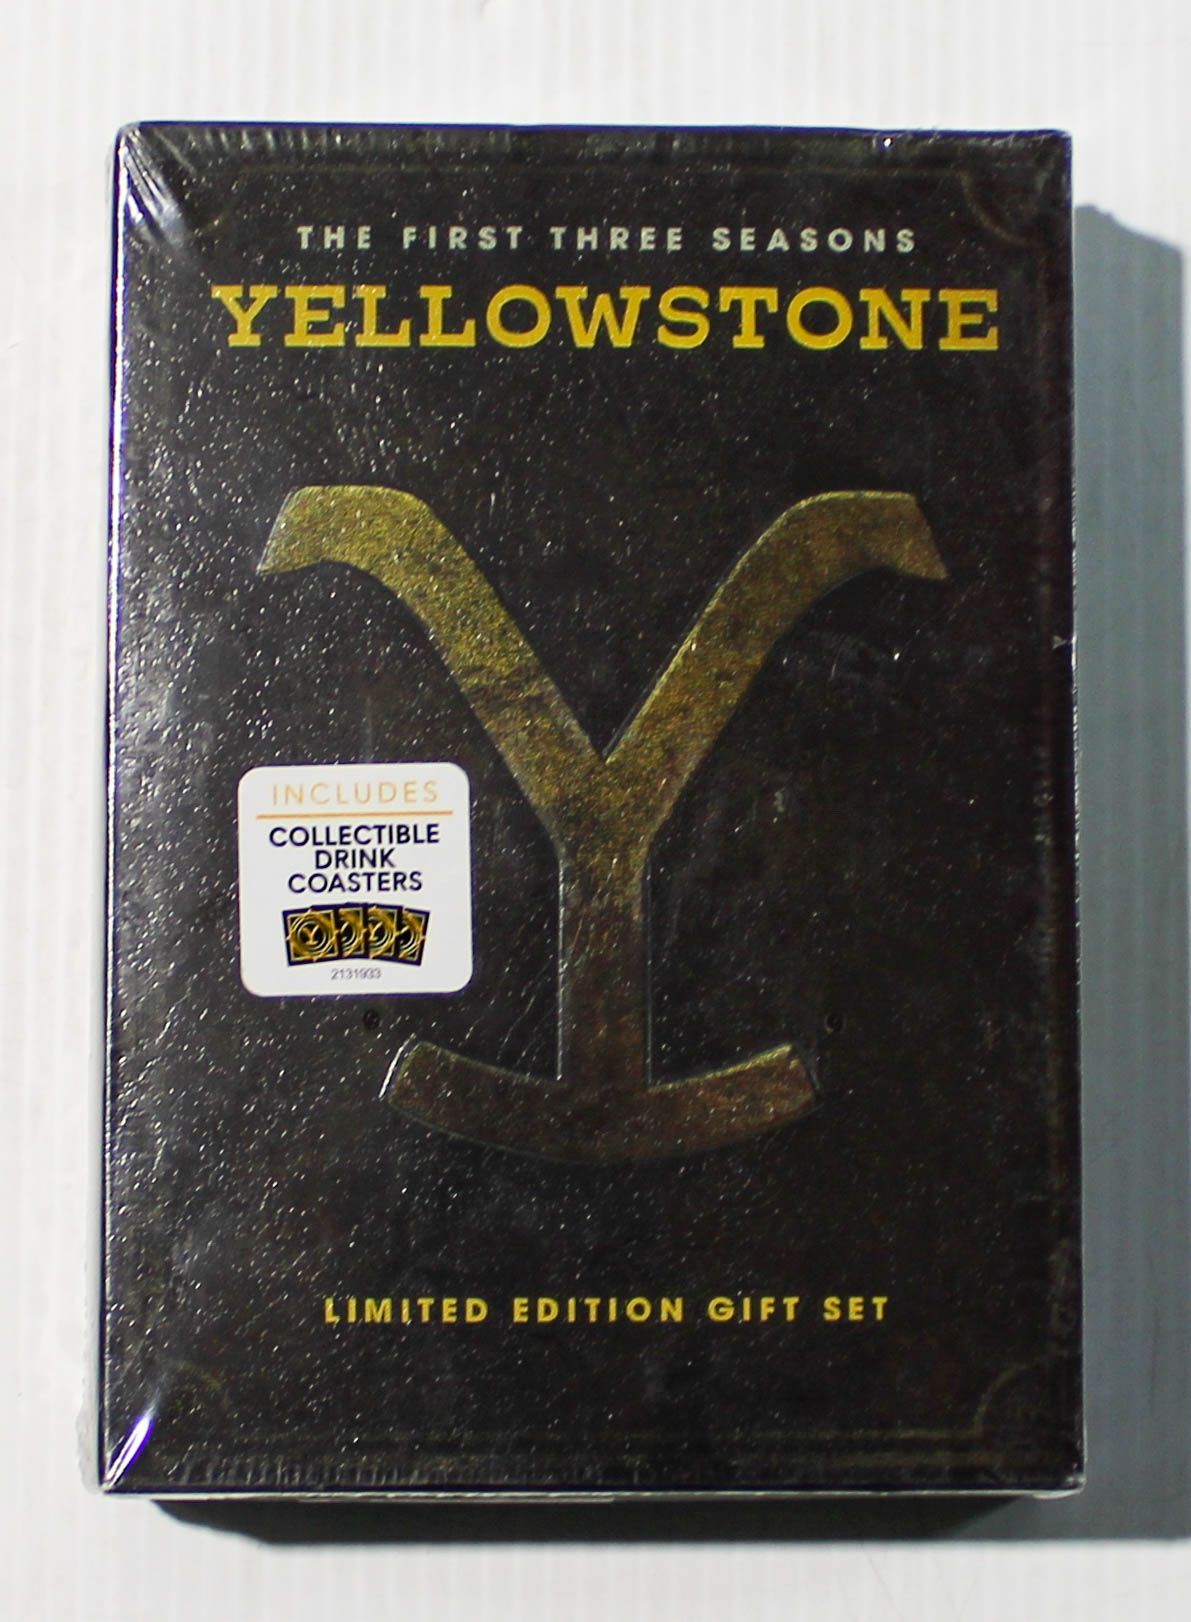 THE FIRST THREE SEASONS
YELLOWSTONE
INCLUDES
COLLECTIBLE
DRINK
COASTERS
2131933
LIMITED EDITION GIFT SET